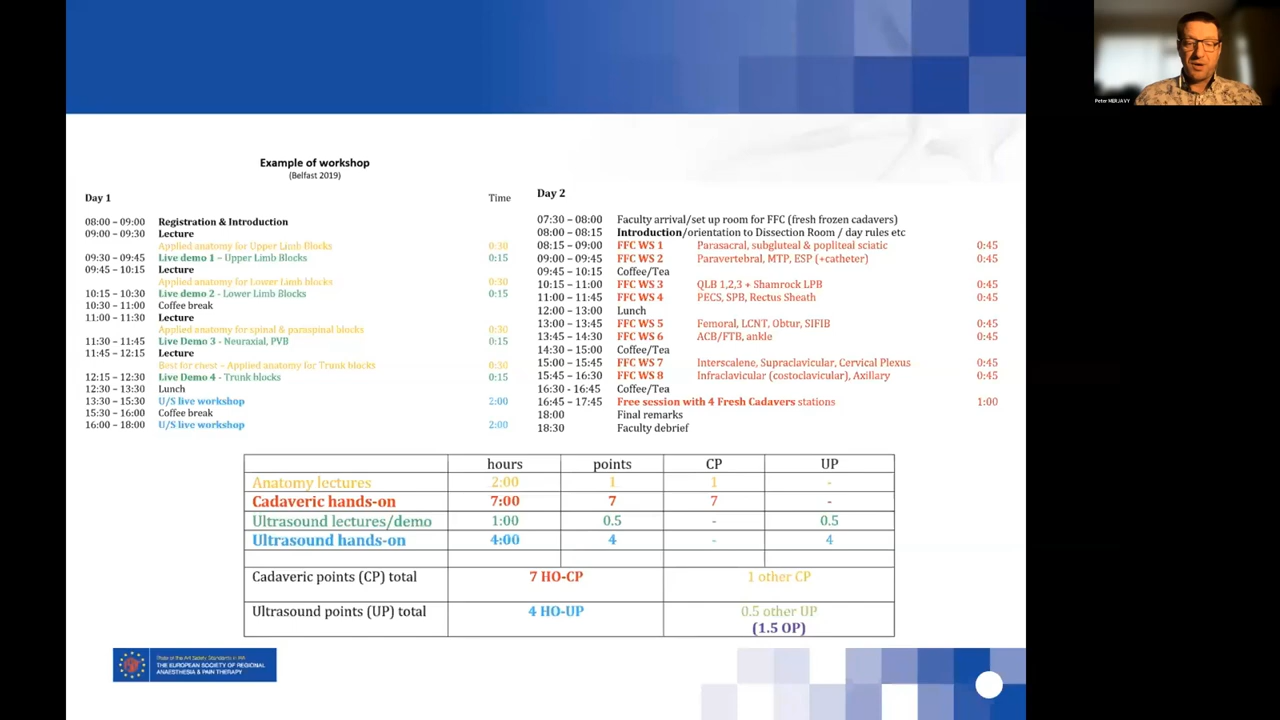 Peter MERJAVY
Example of workshop
(Belfast 2019)
Day 1 Time
08:00 – 09:00 Registration & Introduction
09:00 – 09:30 Lecture
Applied anatomy for Upper Limb Blocks 0:30
09:30 – 09:45 Live demo 1 – Upper Limb Blocks 0:15
09:45 – 10:15 Lecture
Applied anatomy for Lower Limb blocks 0:30
10:15 – 10:30 Live demo 2 - Lower Limb Blocks 0:15
10:30 – 11:00 Coffee break
11:00 – 11:30 Lecture
Applied anatomy for spinal & paraspinal blocks 0:30
11:30 – 11:45 Live Demo 3 - Neuraxial, PVB 0:15
11:45 – 12:15 Lecture
Best for chest – Applied anatomy for Trunk blocks 0:30
12:15 – 12:30 Live Demo 4 - Trunk blocks 0:15
12:30 – 13:30 Lunch
13:30 – 15:30 U/S live workshop 2:00
15:30 – 16:00 Coffee break
16:00 – 18:00 U/S live workshop 2:00
Day 2
07:30 – 08:00 Faculty arrival/set up room for FFC (fresh frozen cadavers)
08:00 – 08:15 Introduction/orientation to Dissection Room / day rules etc
08:15 – 09:00 FFC WS 1 Parasacral, subgluteal & popliteal sciatic 0:45
09:00 – 09:45 FFC WS 2 Paravertebral, MTP, ESP (+catheter) 0:45
09:45 – 10:15 Coffee/Tea
10:15 – 11:00 FFC WS 3 QLB 1,2,3 + Shamrock LPB 0:45
11:00 – 11:45 FFC WS 4 PECS, SPB, Rectus Sheath 0:45
12:00 – 13:00 Lunch
13:00 – 13:45 FFC WS 5 Femoral, LCNT, Obtur, SIFIB 0:45
13:45 – 14:30 FFC WS 6 ACB/FTB, ankle 0:45
14:30 – 15:00 Coffee/Tea
15:00 – 15:45 FFC WS 7 Interscalene, Supraclavicular, Cervical Plexus 0:45
15:45 – 16:30 FFC WS 8 Infraclavicular (costoclavicular), Axillary 0:45
16:30 - 16:45 Coffee/Tea
16:45 – 17:45 Free session with 4 Fresh Cadavers stations 1:00
18:00 Final remarks
18:30 Faculty debrief
hours points CP UP
Anatomy lectures 2:00 1 1 -
Cadaveric hands-on 7:00 7 7 -
Ultrasound lectures/demo 1:00 0.5 - 0.5
Ultrasound hands-on 4:00 4 - 4
Cadaveric points (CP) total 7 HO-CP 1 other CP
Ultrasound points (UP) total 4 HO-UP 0.5 other UP
(1.5 OP)
THE EUROPEAN SOCIETY OF REGIONAL
ANAESTHESIA & PAIN THERAPY